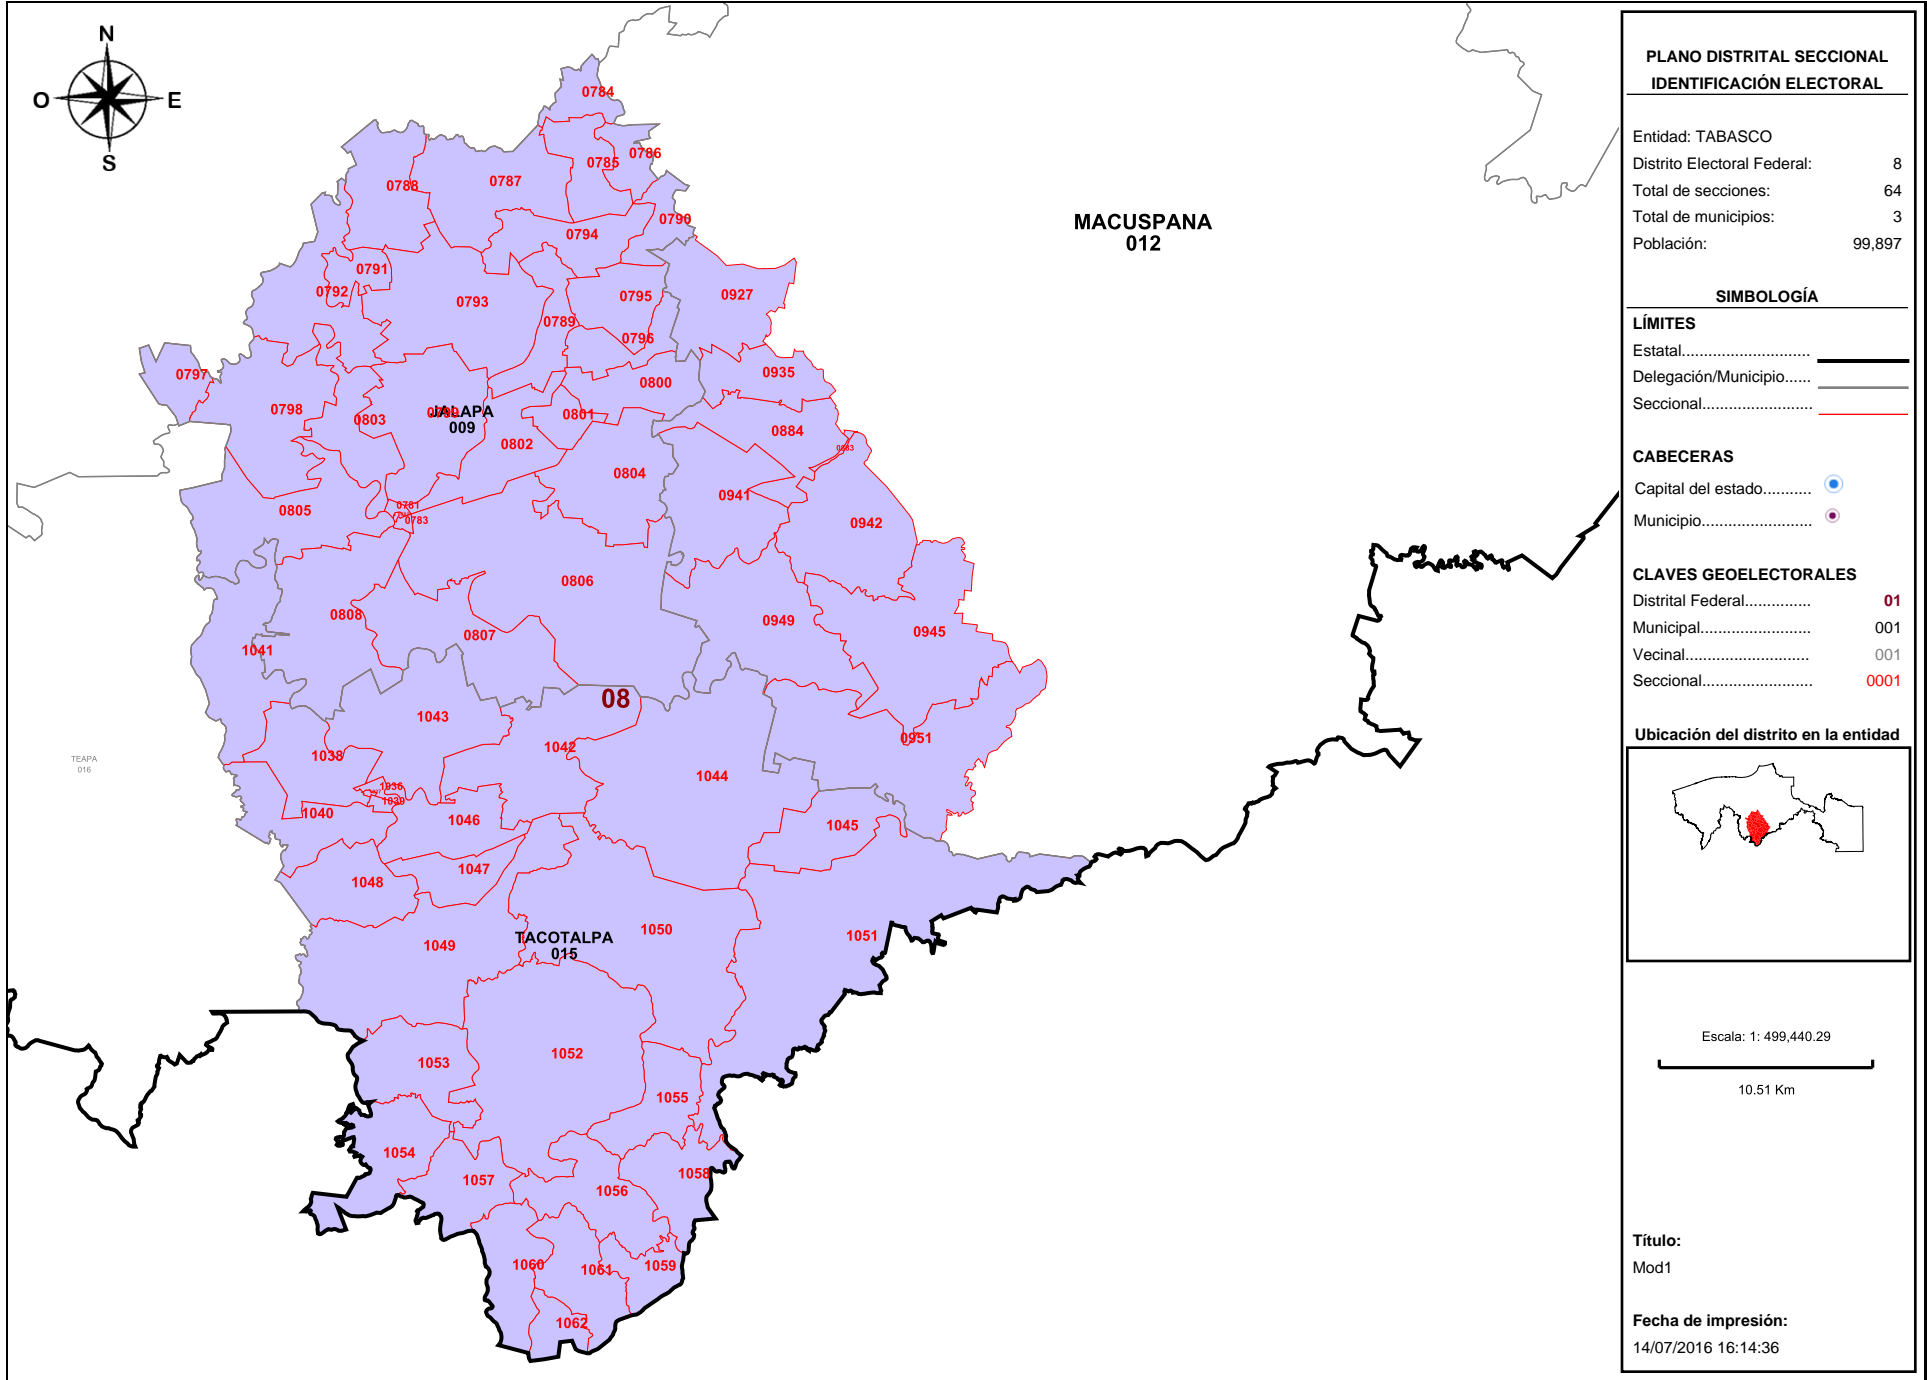 N
O E
S
0784
0785
0786
0788
0787
0790
0794
0791
0792
0793
0795
0789
0796
0927
0797
0935
0800
0798
0803
JALAPA
009
0801
0802
0884
0804
0941
0942
0805
0781
0783
0806
0808
0807
0949
0945
1041
08
1043
1042
0951
1038
1044
1036
1040
1046
1045
1047
1048
1049
1050
1051
TACOTALPA
015
1053
1052
1055
1054
1057
1056
1058
1060
1061
1059
1062
MACUSPANA
012
TEAPA
016
PLANO DISTRITAL SECCIONAL
IDENTIFICACIÓN ELECTORAL
Entidad: TABASCO
Distrito Electoral Federal: 8
Total de secciones: 64
Total de municipios: 3
Población: 99,897
SIMBOLOGÍA
LÍMITES
Estatal.............................
Delegación/Municipio......
Seccional.........................
CABECERAS
Capital del estado...........
Municipio.........................
CLAVES GEOELECTORALES
Distrital Federal............... 01
Municipal......................... 001
Vecinal............................ 001
Seccional......................... 0001
Ubicación del distrito en la entidad
Escala: 1: 499,440.29
10.51 Km
Título:
Mod1
Fecha de impresión:
14/07/2016 16:14:36